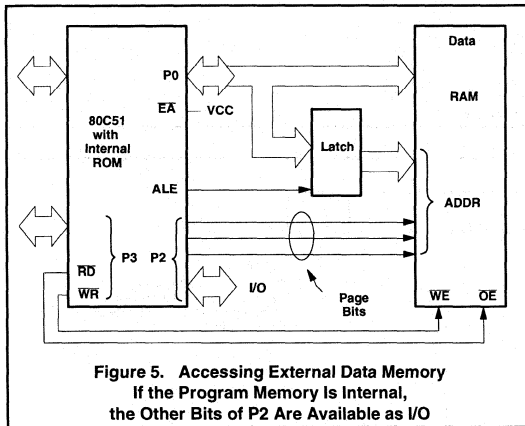 P0
EA
VCC
80C51
with
Internal
ROM
ALE
P3
P2
RD
WR
I/O
Latch
Page
Bits
Data
RAM
ADDR
WE
OE
Figure 5. Accessing External Data Memory
If the Program Memory Is Internal,
the Other Bits of P2 Are Available as I/O